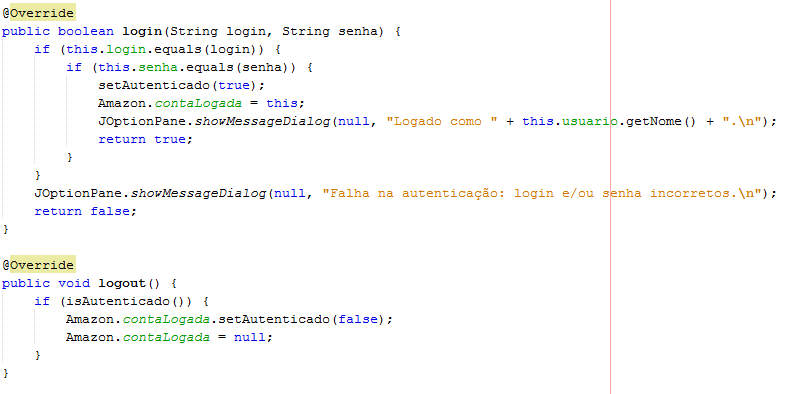 @Override
public boolean login(String login, String senha) {
    if (this.login.equals(login)) {
        if (this.senha.equals(senha)) {
            setAutenticado(true);
            Amazon.contaLogada = this;
            JOptionPane.showMessageDialog(null, "Logado como " + this.usuario.getNome() + ".\n");
            return true;
        }
    }
    JOptionPane.showMessageDialog(null, "Falha na autenticação: login e/ou senha incorretos.\n");
    return false;
}

@Override
public void logout() {
    if (isAutenticado()) {
        Amazon.contaLogada.setAutenticado(false);
        Amazon.contaLogada = null;
    }
}